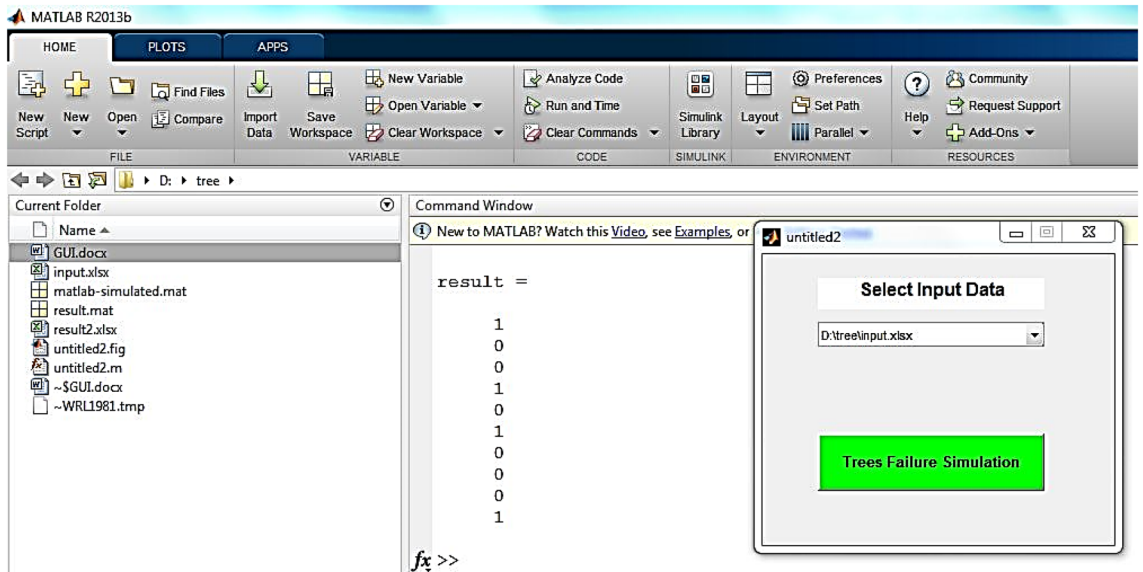 MATLAB R2013b
HOME PLOTS APPS
New Script
New
Open
Find Files
Compare
FILE
Import Data
Save Workspace
New Variable
Open Variable
Clear Workspace
VARIABLE
Analyze Code
Run and Time
Clear Commands
CODE
Simulink Library
SIMULINK
Layout
Preferences
Set Path
Parallel
ENVIRONMENT
Help
Community
Request Support
Add-Ons
RESOURCES
D: tree
Current Folder
Name
GUI.docx
input.xlsx
matlab-simulated.mat
result.mat
result2.xlsx
untitled2.fig
untitled2.m
~$GUI.docx
~WRL1981.tmp
Command Window
New to MATLAB? Watch this Video, see Examples, or
result =
1
0
0
1
0
1
0
0
0
1
fx >>
untitled2
Select Input Data
D:\tree\input.xlsx
Trees Failure Simulation